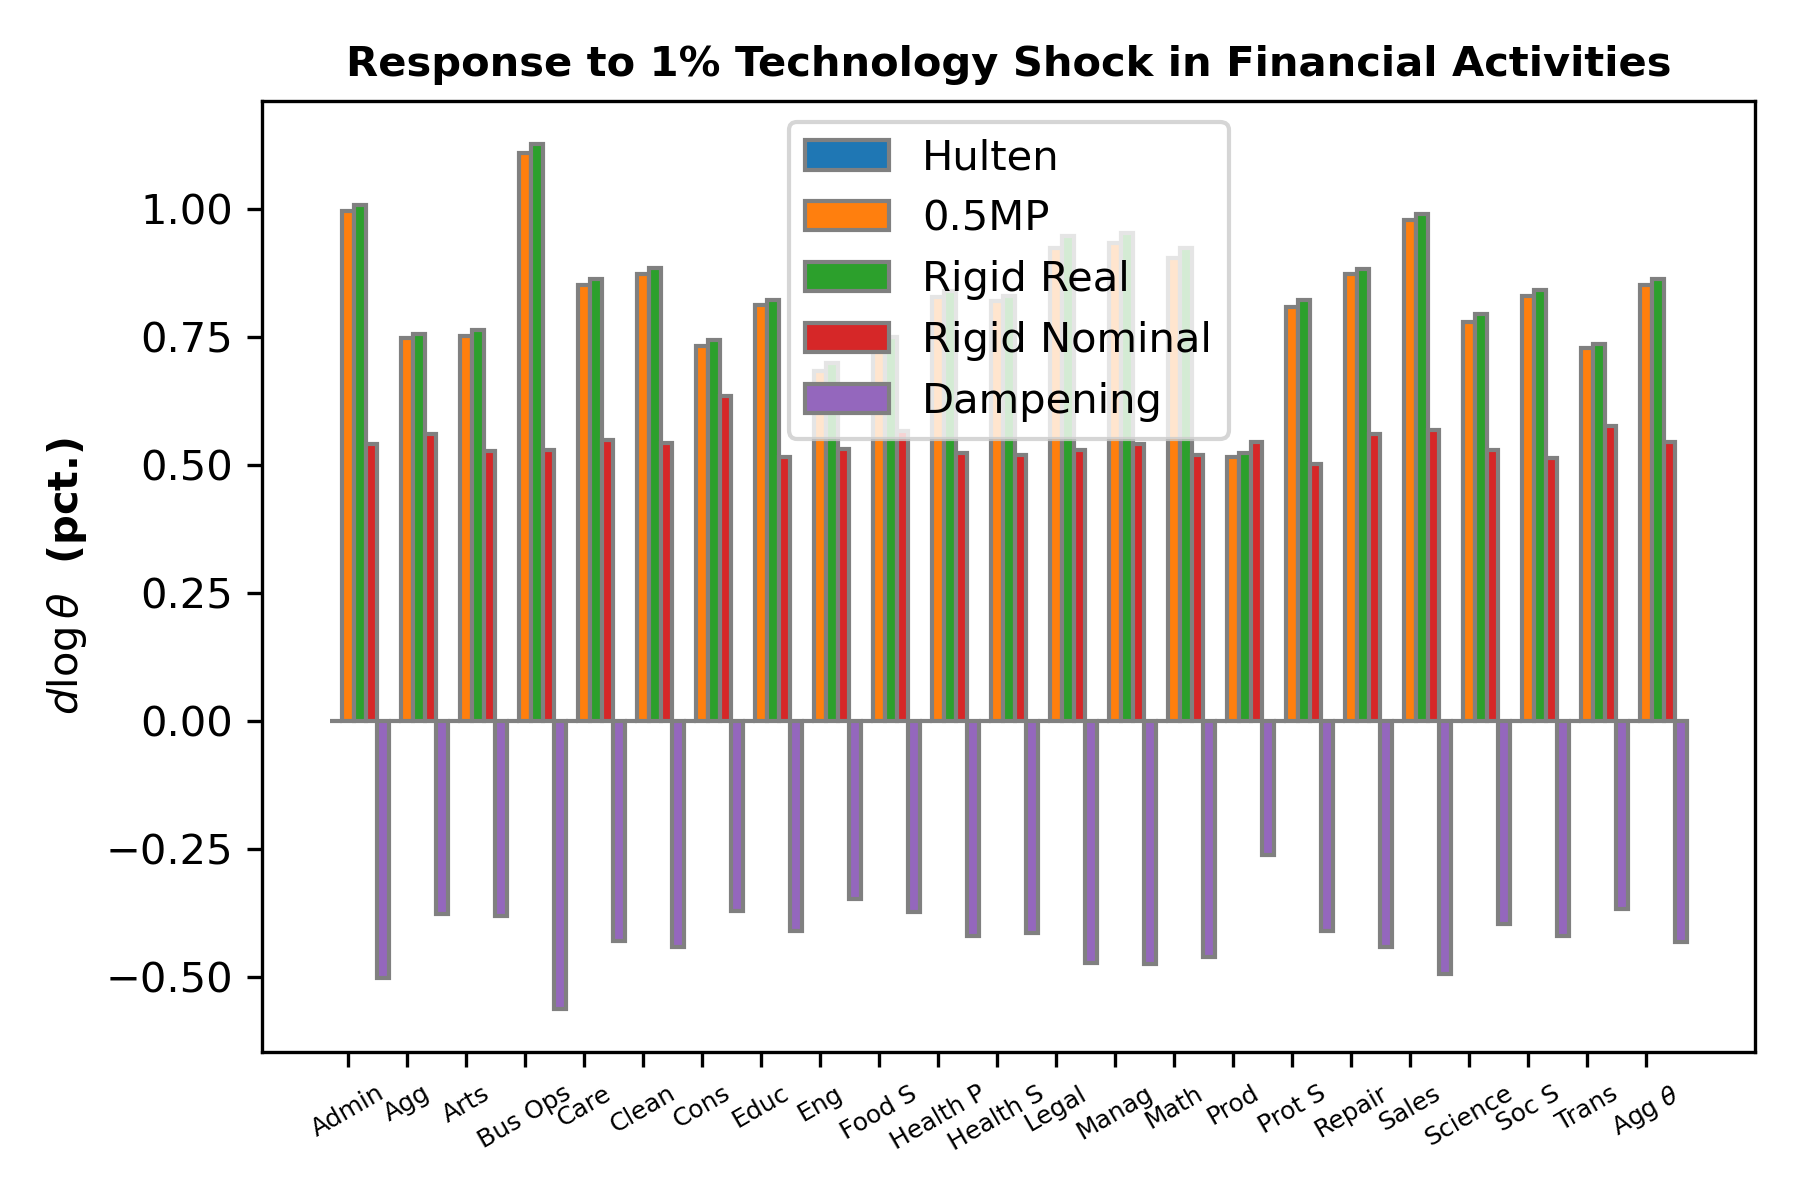 Response to 1% Technology Shock in Financial Activities
Hulten
0.5MP
Rigid Real
Rigid Nominal
Dampening
dlog θ (pct.)
1.00
0.75
0.50
0.25
0.00
−0.25
−0.50
Admin
Agg
Arts
Bus Ops
Care
Clean
Cons
Educ
Eng
Food S
Health P
Health S
Legal
Manag
Math
Prod
Prot S
Repair
Sales
Science
Soc S
Trans
Agg θ